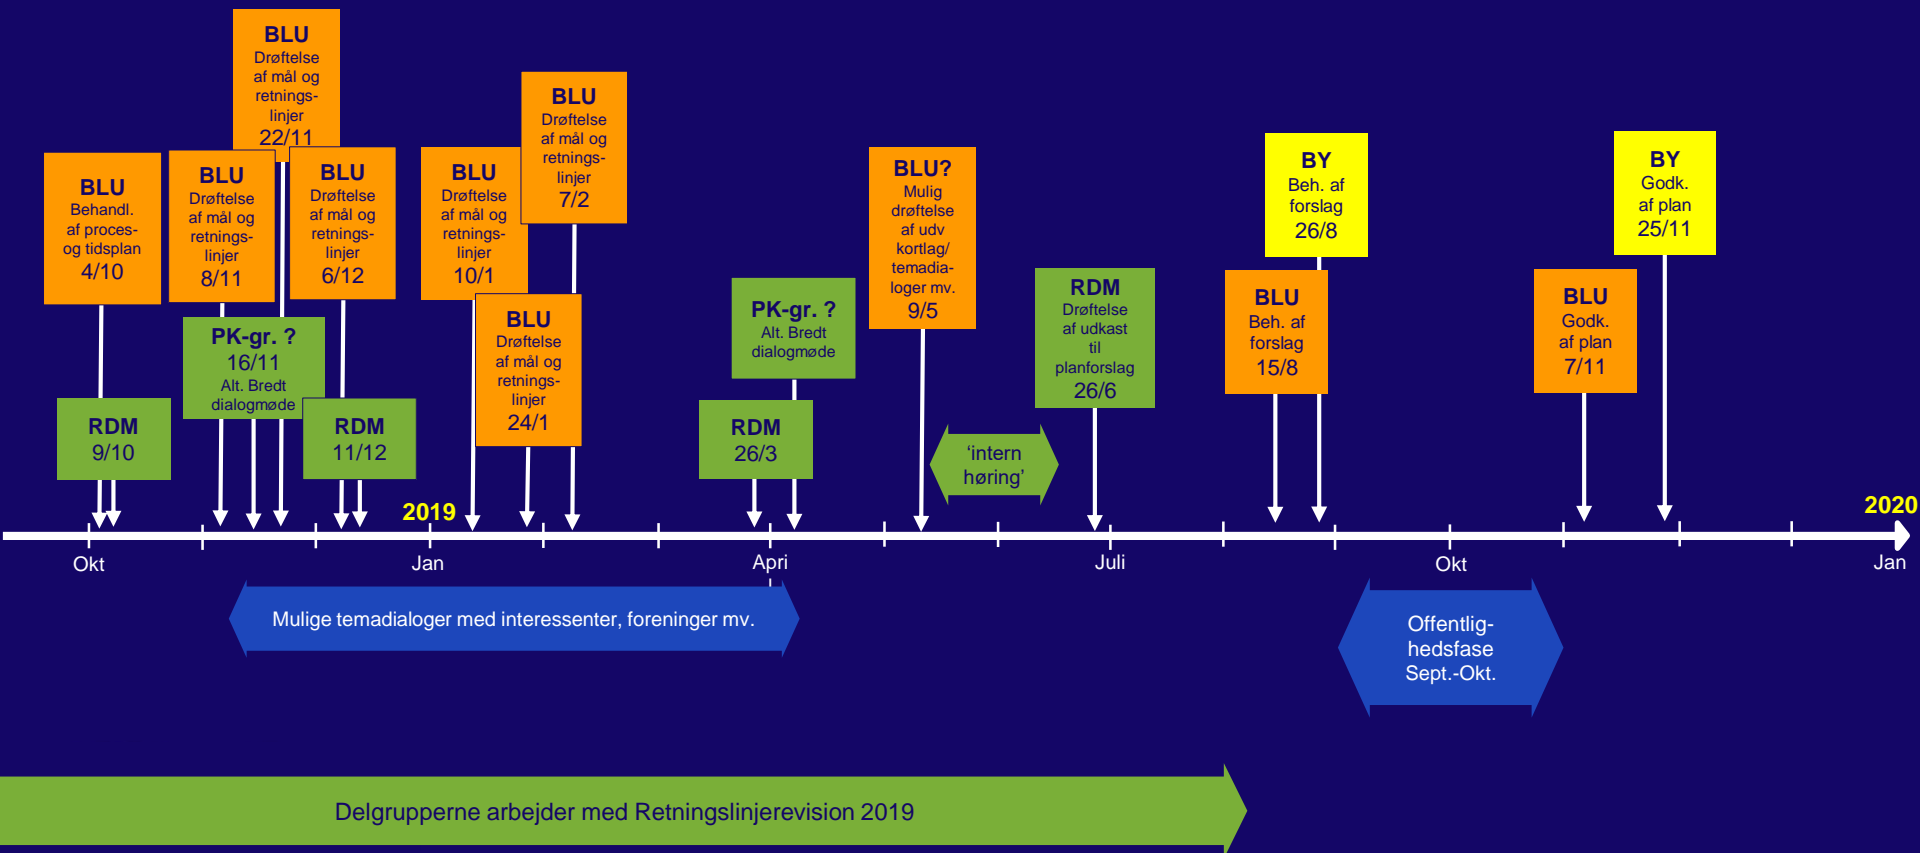 BLU
Drøftelse
af mål og
retnings-
linjer
22/11
BLU
Drøftelse
af mål og
retnings-
linjer
7/2
BLU
Behandl.
af proces-
og tidsplan
4/10
BLU
Drøftelse
af mål og
retnings-
linjer
8/11
BLU
Drøftelse
af mål og
retnings-
linjer
6/12
BLU
Drøftelse
af mål og
retnings-
linjer
10/1
BLU?
Mulig
drøftelse
af udv
kortlag/
temadia-
loger mv.
9/5
BY
Beh. af
forslag
26/8
BY
Godk.
af plan
25/11
PK-gr. ?
16/11
Alt. Bredt
dialogmøde
BLU
Drøftelse
af mål og
retnings-
linjer
24/1
PK-gr. ?
Alt. Bredt
dialogmøde
RDM
Drøftelse
af udkast
til
planforslag
26/6
BLU
Beh. af
forslag
15/8
BLU
Godk.
af plan
7/11
RDM
9/10
RDM
11/12
RDM
26/3
'intern
høring'
2019
2020
Okt
Jan
Apri
Juli
Okt
Jan
Mulige temadialoger med interessenter, foreninger mv.
Offentlig-
hedsfase
Sept.-Okt.
Delgrupperne arbejder med Retningslinjerevision 2019